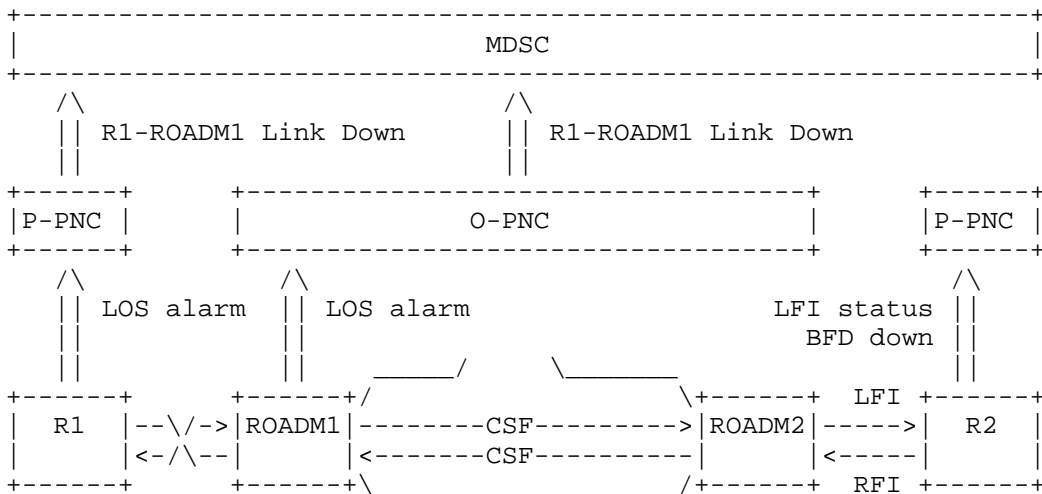 MDSC
R1-ROADM1 Link Down R1-ROADM1 Link Down
P-PNC O-PNC P-PNC
LOS alarm LOS alarm LFI status
BFD down
LFI
R1 ROADM1 CSF ROADM2 R2
CSF
RFI